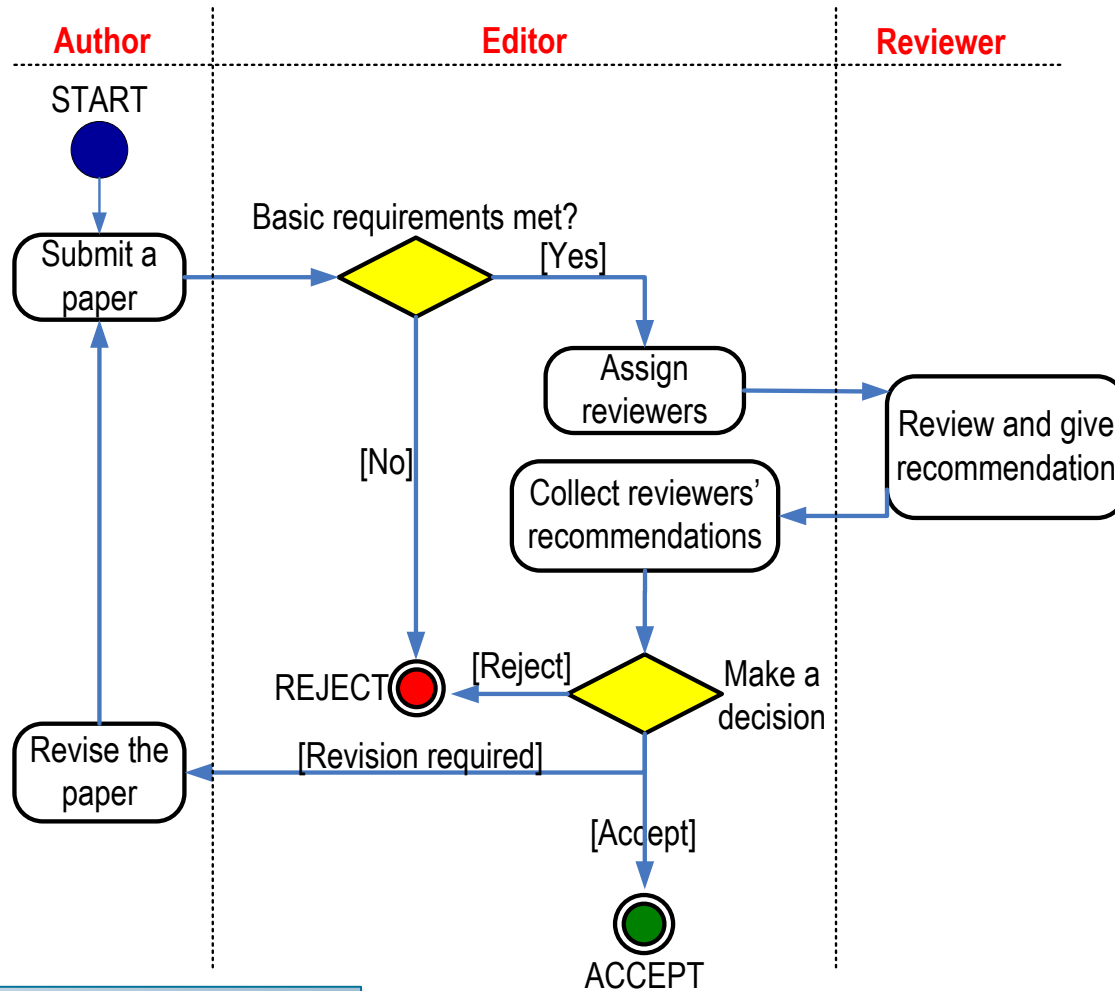 Author
Editor
Reviewer
START
Basic requirements met?
[Yes]
Submit a
paper
Assign
reviewers
Review and give
recommendation
[No]
Collect reviewers’
recommendations
[Reject]
Make a
decision
REJECT
Revise the
paper
[Revision required]
[Accept]
ACCEPT